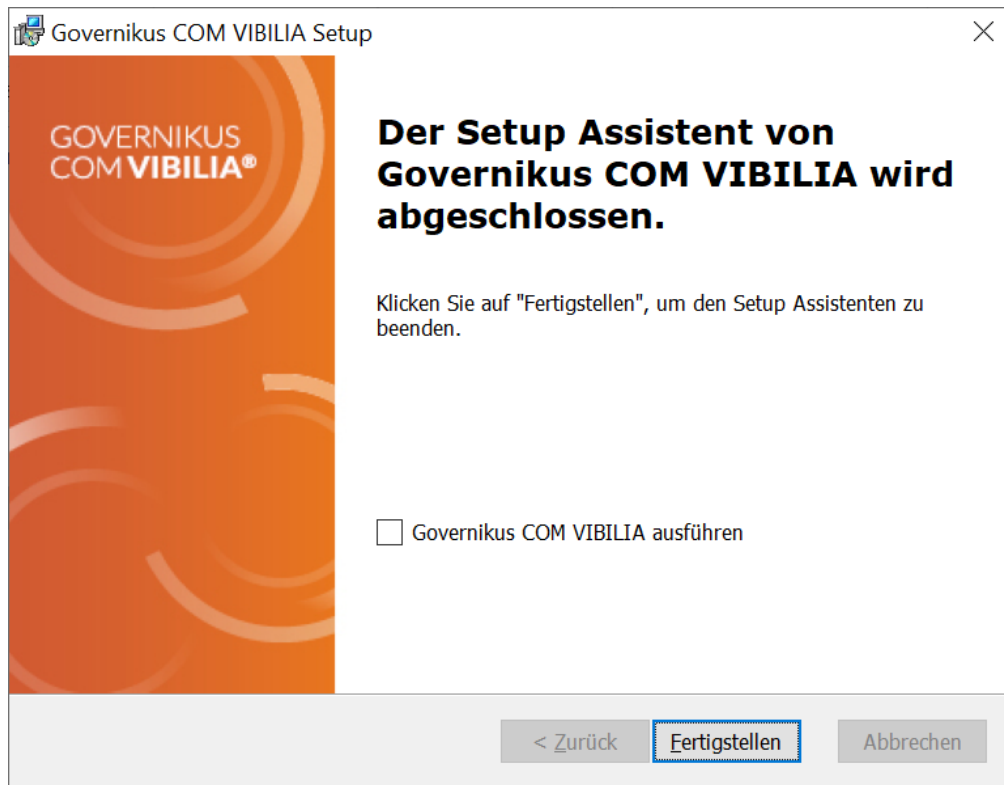 Governikus COM VIBILIA Setup
GOVERNIKUS
COM VIBILIA®
Der Setup Assistent von
Governikus COM VIBILIA wird
abgeschlossen.
Klicken Sie auf "Fertigstellen", um den Setup Assistenten zu
beenden.
Governikus COM VIBILIA ausführen
< Zurück
Fertigstellen
Abbrechen